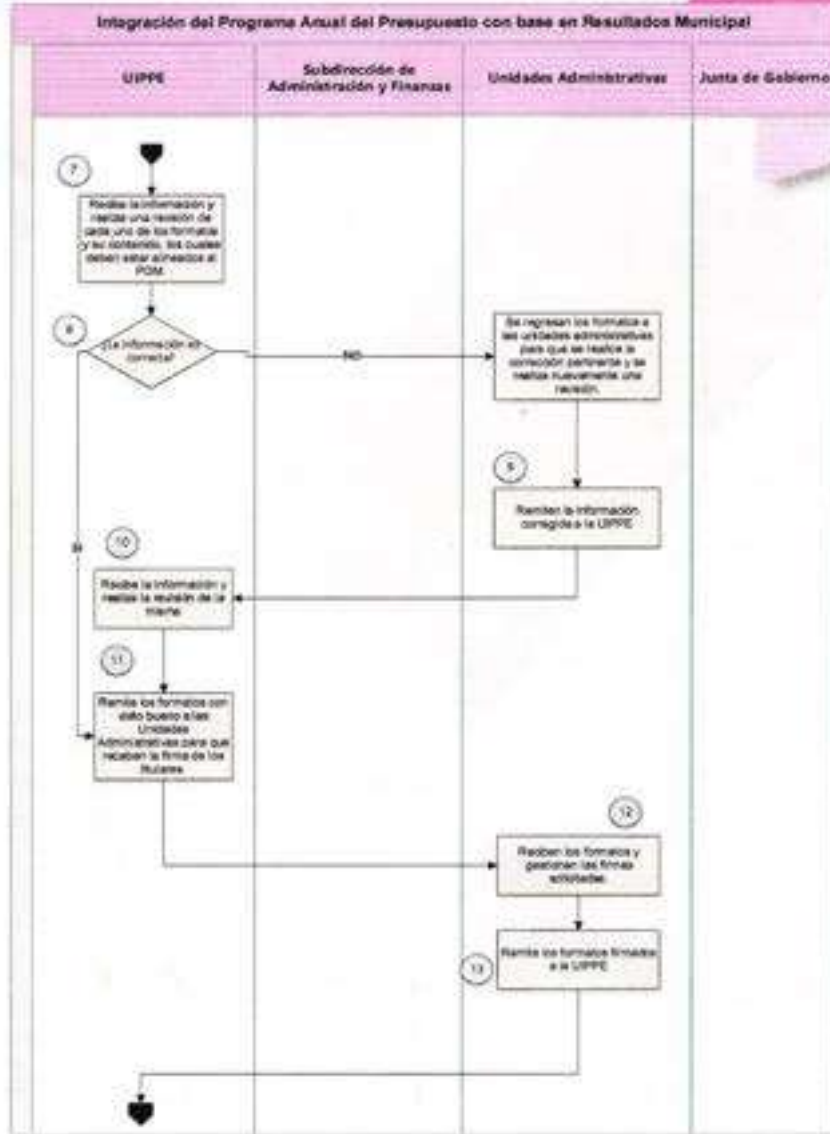 Integración del Programa Anual del Presupuesto con base en Resultados Municipal
UIPPE
Subdirección de
Administración y Finanzas
Unidades Administrativas
Junta de Gobierno
7
Recibe la información y
realiza una revisión de
cada uno de los formatos
y su contenido, los cuales
deben estar alineados al
PDM.
8
¿La información es
correcta?
NO
Se regresan los formatos a
las unidades administrativas
para que se realice la
corrección pertinente y se
realiza nuevamente una
revisión.
9
Remiten la información
corregida a la UIPPE
SI
10
Recibe la información y
realiza la revisión de la
misma
11
Remite los formatos con
visto bueno a las
Unidades
Administrativas para que
recaben la firma de los
titulares
12
Reciben los formatos y
gestionan las firmas
solicitadas
13
Remite los formatos firmados
a la UIPPE